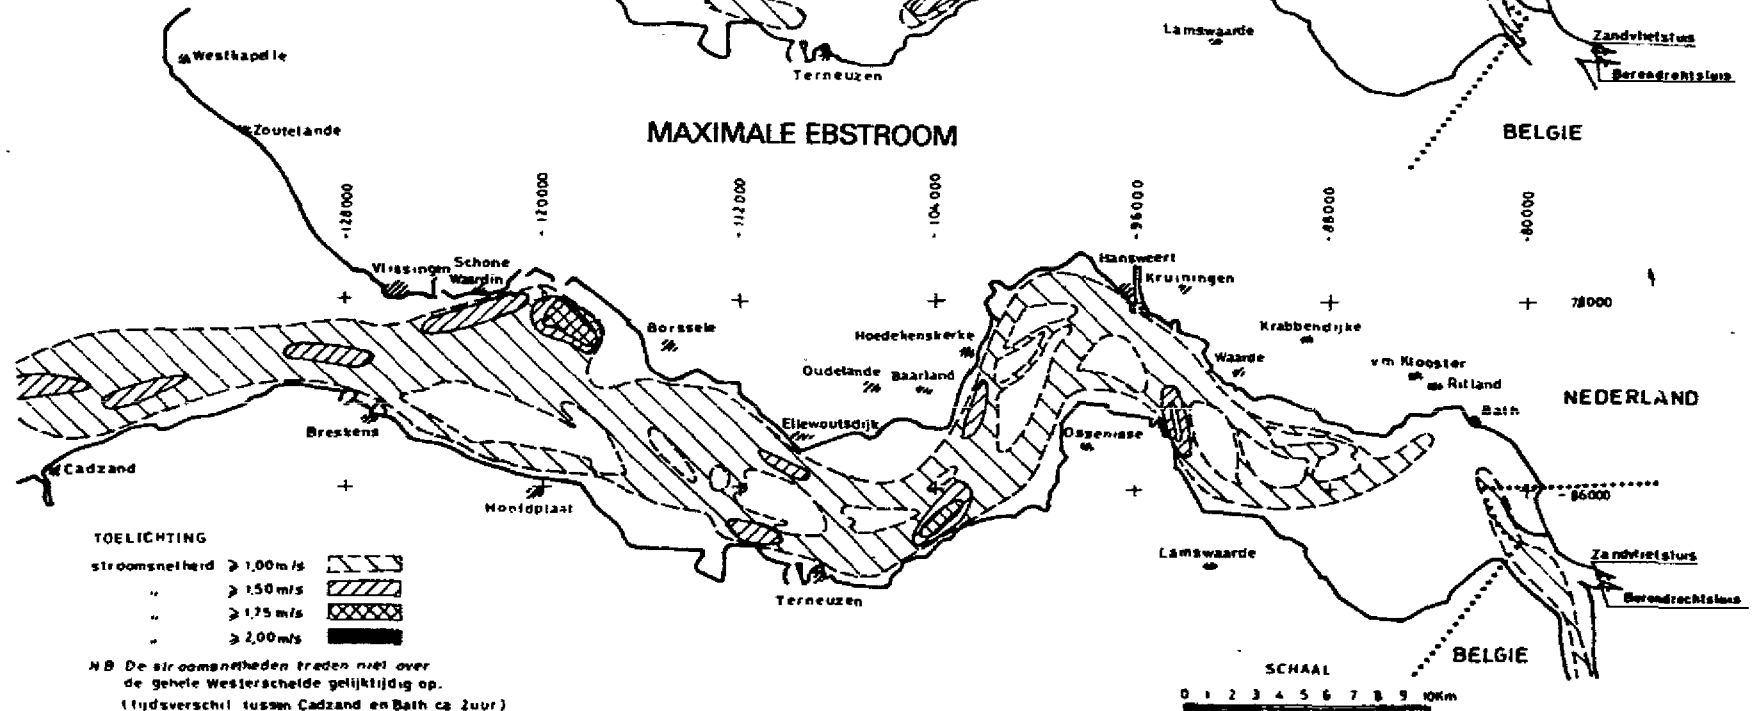 Lamswaarde
Zandvlietsluis
Berendrechtsluis
Terneuzen
BELGIE
Westkapelle
Zoutelande
MAXIMALE EBSTROOM
-128000
-120000
-112000
-104000
-96000
-88000
-80000
Vlissingen
Schone
Waardin
Hansweert
Kruiningen
78000
Borssele
Hoedekenskerke
Krabbendijke
Oudelande
Baarland
Waarde
v.m Klooster
Rilland
NEDERLAND
Bath
Breskens
Ellewoutsdijk
Ossenisse
Cadzand
Hoofdplaat
- 86000
Lamswaarde
Zandvlietsluis
Berendrechtsluis
Terneuzen
BELGIE
TOELICHTING
stroomsnelheid ≥ 1,00 m/s
" ≥ 1,50 m/s
" ≥ 1,75 m/s
" ≥ 2,00 m/s
NB De stroomsnelheden treden niet over
de gehele Westerschelde gelijktijdig op.
(tijdsverschil tussen Cadzand en Bath ca 2uur)
SCHAAL
0 1 2 3 4 5 6 7 8 9 10Km